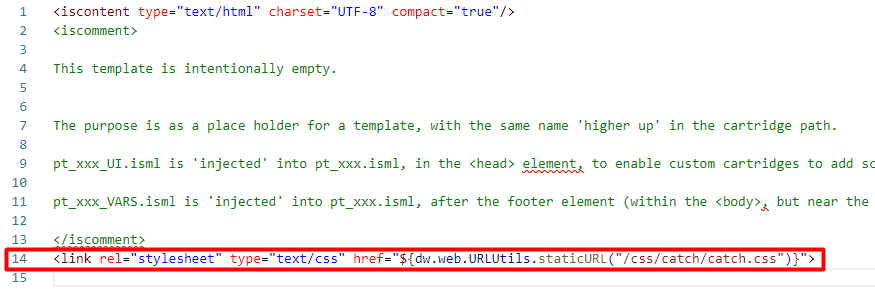 1 <iscontent type="text/html" charset="UTF-8" compact="true"/>
2 <iscomment>
3
4 This template is intentionally empty.
5
6
7 The purpose is as a place holder for a template, with the same name 'higher up' in the cartridge path.
8
9 pt_xxx_UI.isml is 'injected' into pt_xxx.isml, in the <head> element, to enable custom cartridges to add sc
10
11 pt_xxx_VARS.isml is 'injected' into pt_xxx.isml, after the footer element (within the <body>, but near the
12
13 </iscomment>
14 <link rel="stylesheet" type="text/css" href="${dw.web.URLUtils.staticURL("/css/catch/catch.css")}">
15